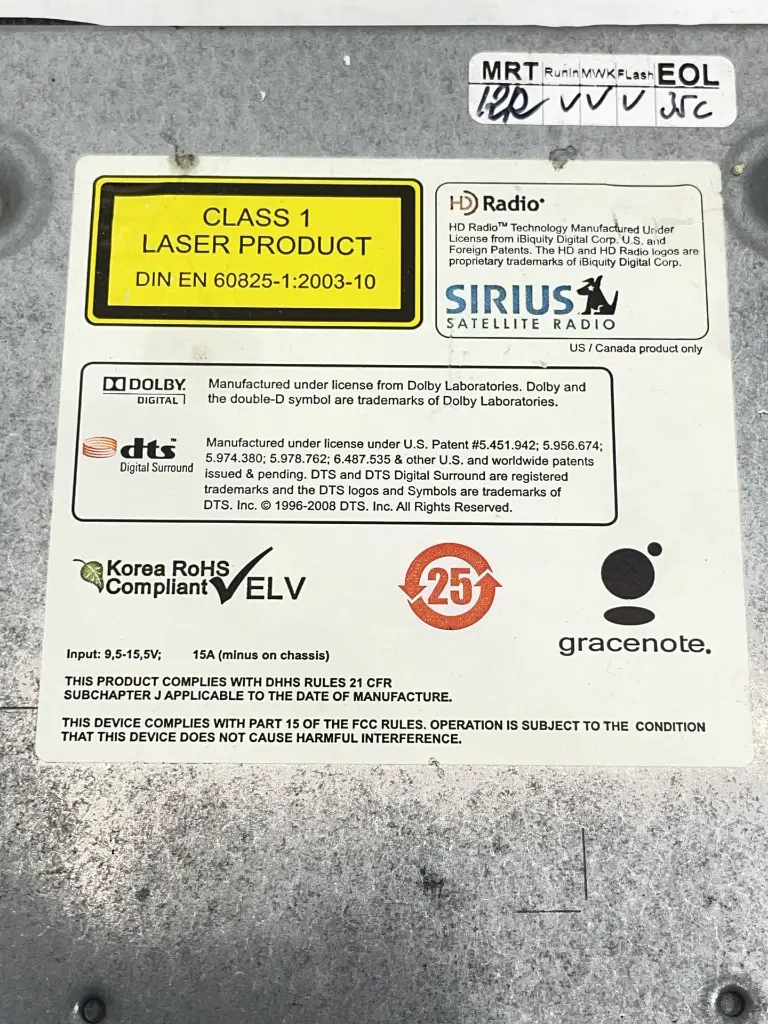 MRT RunIn MWK FLash EOL
35c
CLASS 1
LASER PRODUCT
DIN EN 60825-1:2003-10
HD Radio
HD Radio™ Technology Manufactured Under
License from iBiquity Digital Corp. U.S. and
Foreign Patents. The HD and HD Radio logos are
proprietary trademarks of iBiquity Digital Corp.
SIRIUS
SATELLITE RADIO
US / Canada product only
DOLBY.
DIGITAL
Manufactured under license from Dolby Laboratories. Dolby and
the double-D symbol are trademarks of Dolby Laboratories.
dts™
Digital Surround
Manufactured under license under U.S. Patent #5.451.942; 5.956.674;
5.974.380; 5.978.762; 6.487.535 & other U.S. and worldwide patents
issued & pending. DTS and DTS Digital Surround are registered
trademarks and the DTS logos and Symbols are trademarks of
DTS. Inc. © 1996-2008 DTS. Inc. All Rights Reserved.
Korea RoHS
Compliant ELV
25
gracenote.
Input: 9,5-15,5V; 15A (minus on chassis)
THIS PRODUCT COMPLIES WITH DHHS RULES 21 CFR
SUBCHAPTER J APPLICABLE TO THE DATE OF MANUFACTURE.
THIS DEVICE COMPLIES WITH PART 15 OF THE FCC RULES. OPERATION IS SUBJECT TO THE CONDITION
THAT THIS DEVICE DOES NOT CAUSE HARMFUL INTERFERENCE.